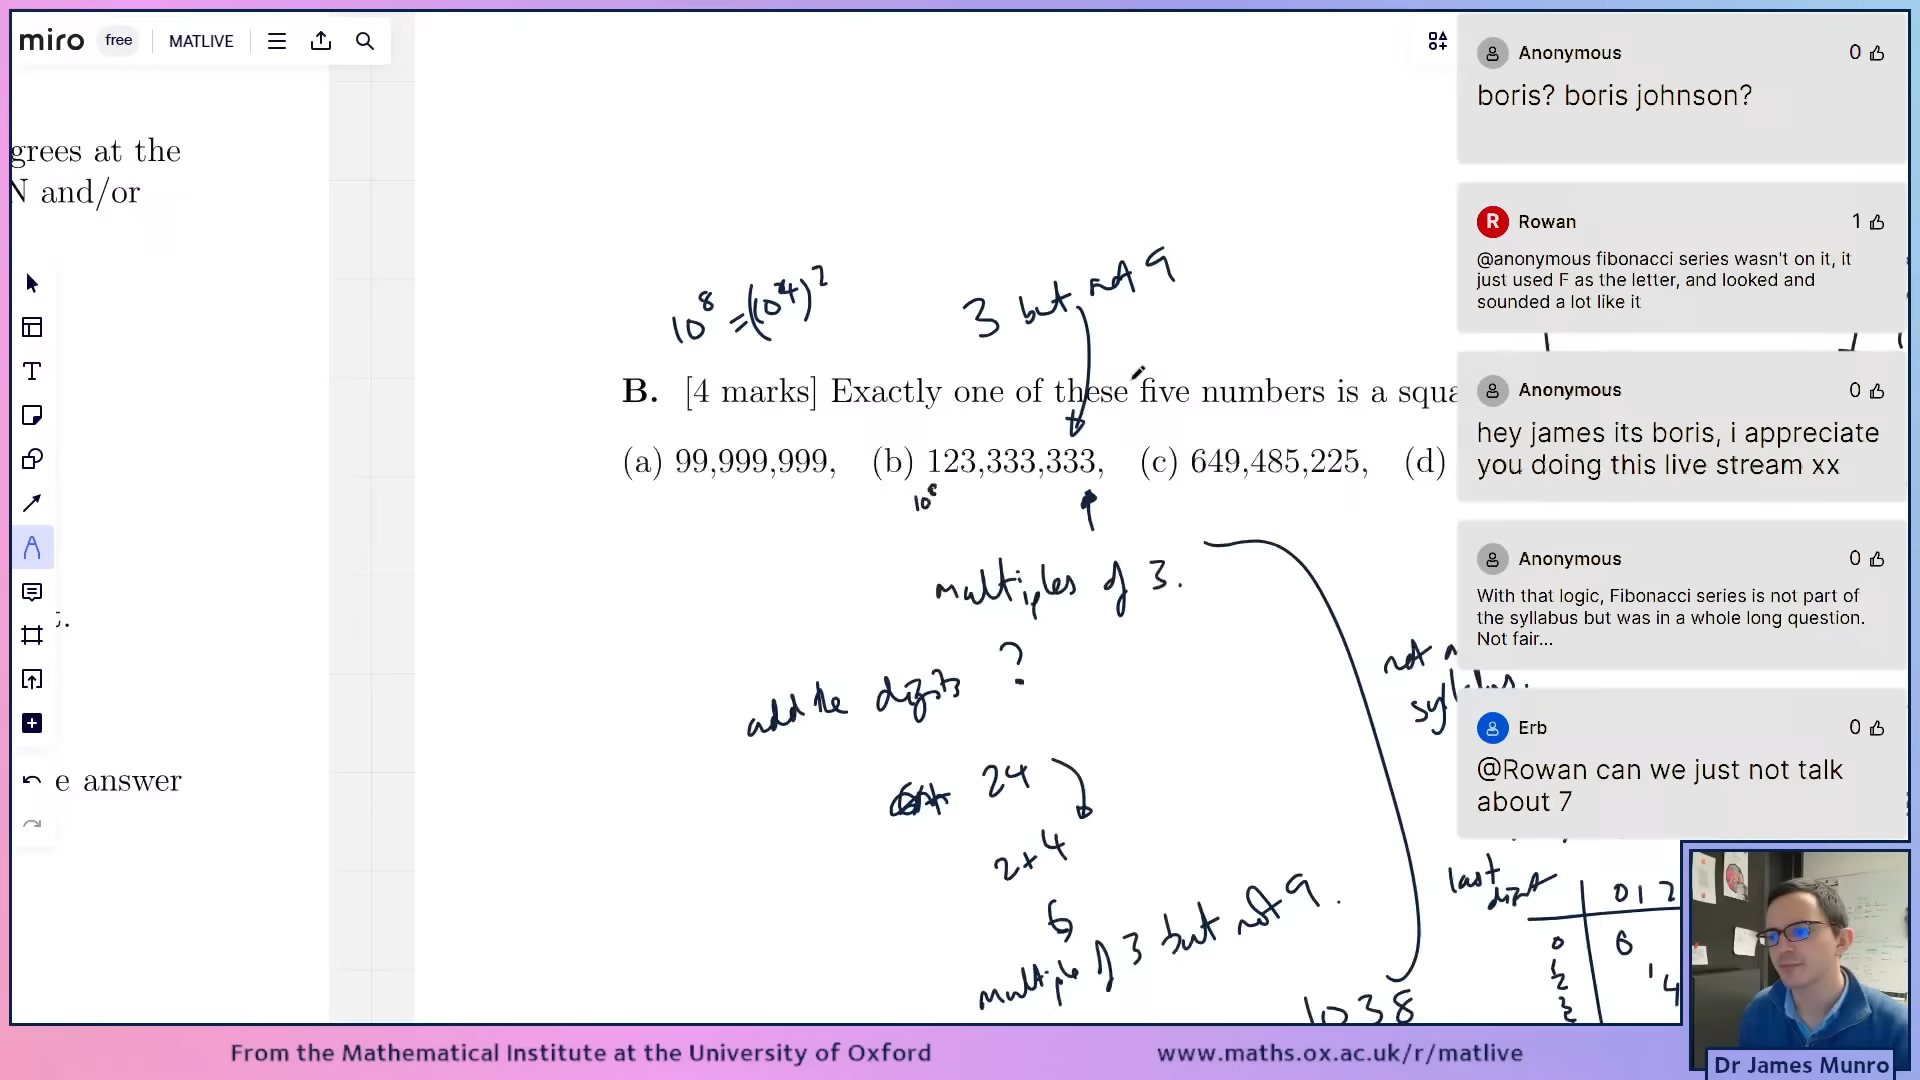 miro free MATLIVE
grees at the
N and/or
e answer
10⁸ = (10⁴)²
3 but not 9
B. [4 marks] Exactly one of these five numbers is a squa
(a) 99,999,999, (b) 123,333,333, (c) 649,485,225, (d)
10⁸
multiples of 3.
?
add the digits
24
2+4
6
multiple of 3 but not 9.
1038
not
last digit
0 1 2
0 0
1 1
2 4
3
Anonymous 0
boris? boris johnson?
R Rowan 1
@anonymous fibonacci series wasn't on it, it
just used F as the letter, and looked and
sounded a lot like it
Anonymous 0
hey james its boris, i appreciate
you doing this live stream xx
Anonymous 0
With that logic, Fibonacci series is not part of
the syllabus but was in a whole long question.
Not fair...
Erb 0
@Rowan can we just not talk
about 7
From the Mathematical Institute at the University of Oxford
www.maths.ox.ac.uk/r/matlive
Dr James Munro